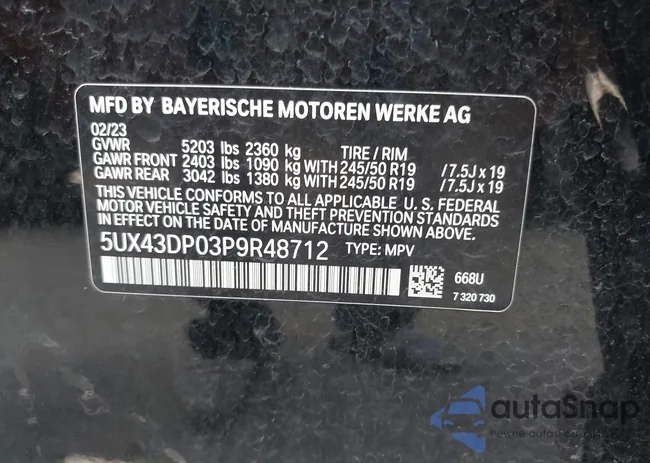 MFD BY BAYERISCHE MOTOREN WERKE AG
02/23
GVWR 5203 lbs 2360 kg TIRE / RIM
GAWR FRONT 2403 lbs 1090 kg WITH 245/50 R19 / 7.5J x 19
GAWR REAR 3042 lbs 1380 kg WITH 245/50 R19 / 7.5J x 19
THIS VEHICLE CONFORMS TO ALL APPLICABLE U. S. FEDERAL
MOTOR VEHICLE SAFETY AND THEFT PREVENTION STANDARDS
IN EFFECT ON THE DATE OF MANUFACTURE SHOWN ABOVE.
5UX43DP03P9R48712 TYPE: MPV
668U
7 320 730
autoSnap
Pewne auto